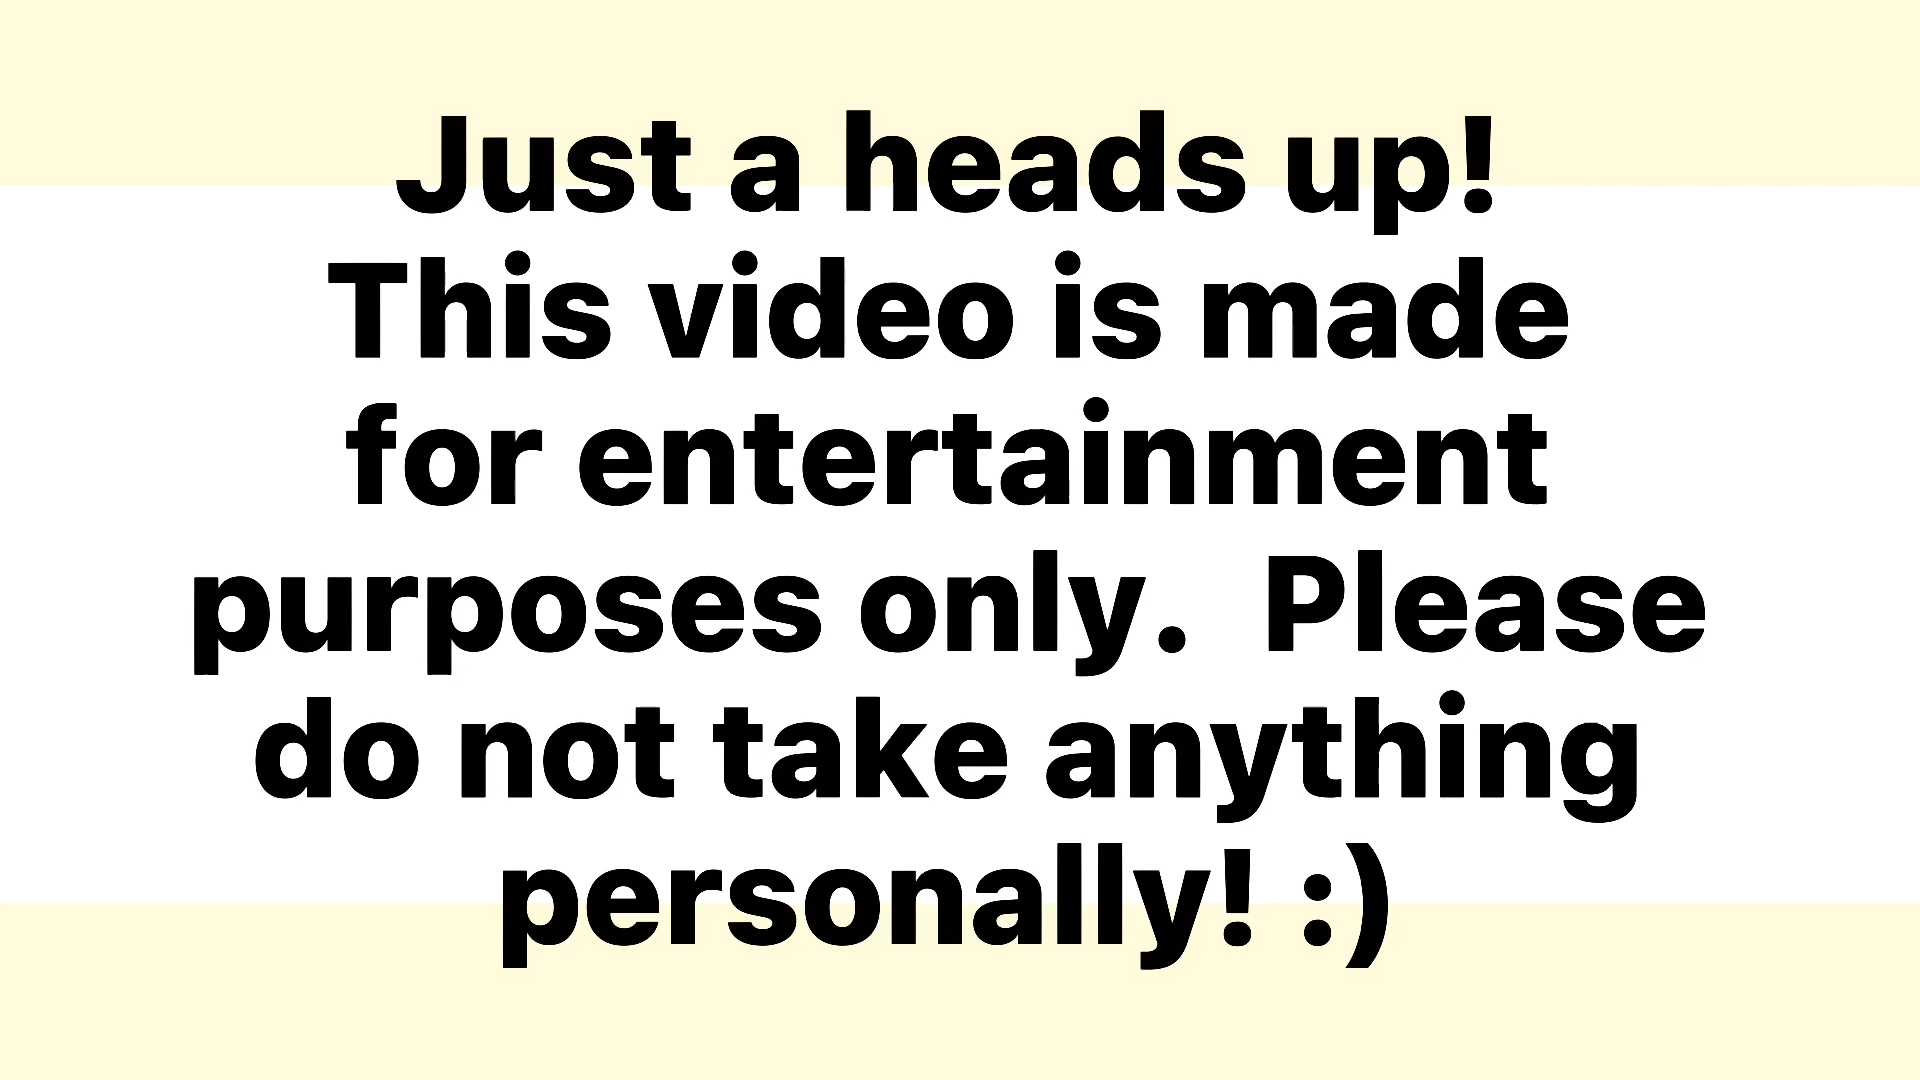 Just a heads up!
This video is made
for entertainment
purposes only.  Please
do not take anything
personally! :)